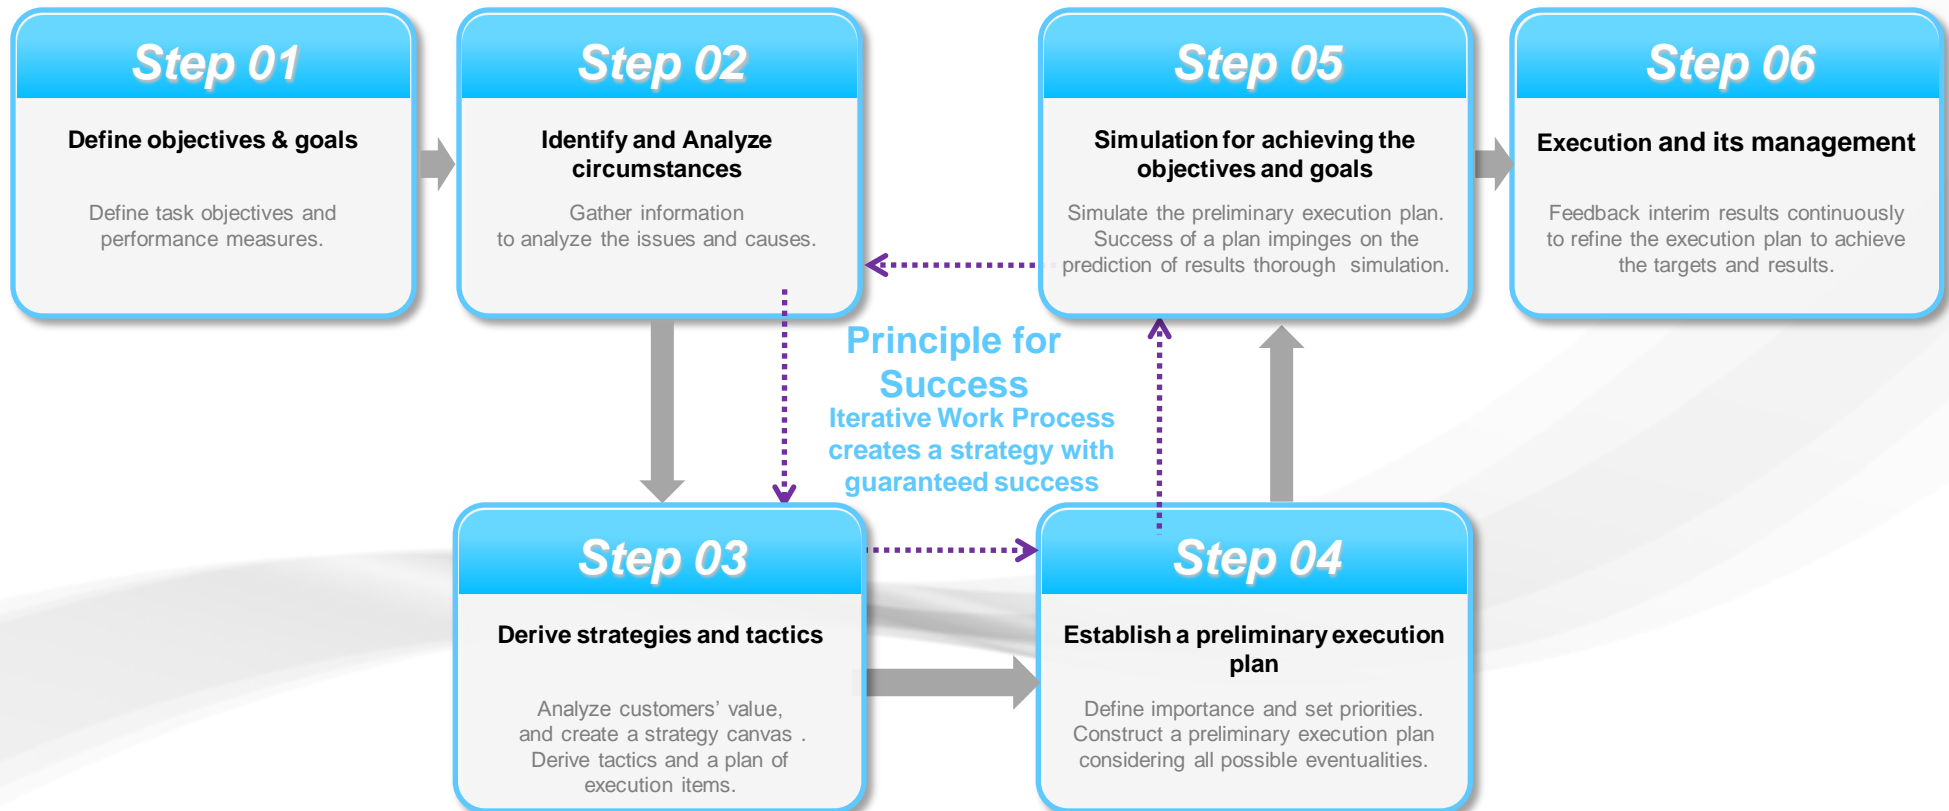 Step 01
Define objectives & goals
Define task objectives and
performance measures.
Step 02
Identify and Analyze
circumstances
Gather information
to analyze the issues and causes.
Step 05
Simulation for achieving the
objectives and goals
Simulate the preliminary execution plan.
Success of a plan impinges on the
prediction of results thorough simulation.
Step 06
Execution and its management
Feedback interim results continuously
to refine the execution plan to achieve
the targets and results.
Principle for
Success
Iterative Work Process
creates a strategy with
guaranteed success
Step 03
Derive strategies and tactics
Analyze customers’ value,
and create a strategy canvas .
Derive tactics and a plan of
execution items.
Step 04
Establish a preliminary execution
plan
Define importance and set priorities.
Construct a preliminary execution plan
considering all possible eventualities.